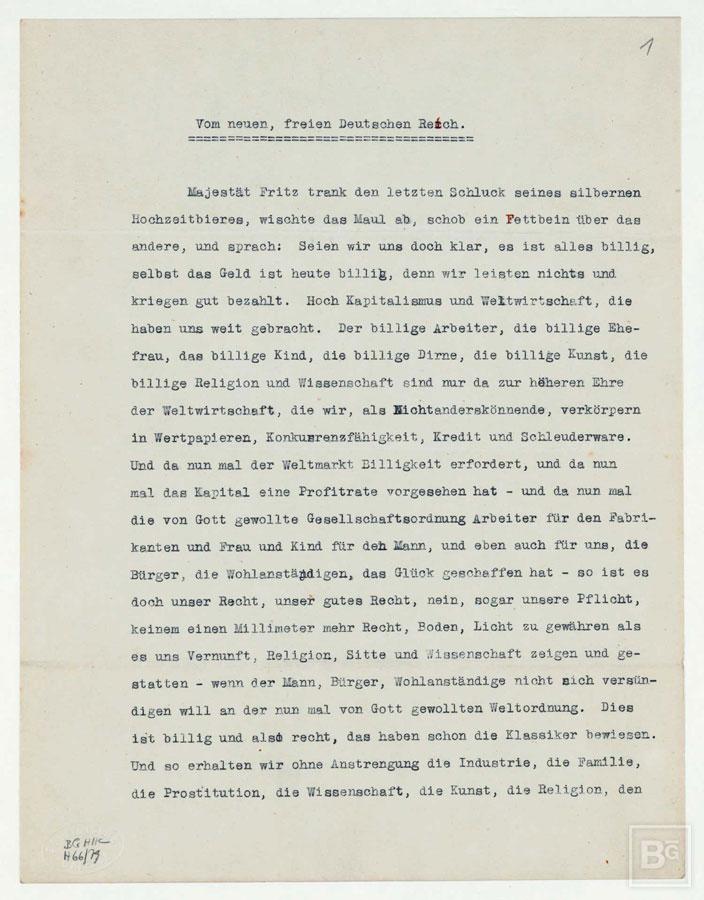 1
Vom neuen, freien Deutschen Reich.
Majestät Fritz trank den letzten Schluck seines silbernen
Hochzeitbieres, wischte das Maul ab, schob ein Fettbein über das
andere, und sprach: Seien wir uns doch klar, es ist alles billig,
selbst das Geld ist heute billig, denn wir leisten nichts und
kriegen gut bezahlt. Hoch Kapitalismus und Weltwirtschaft, die
haben uns weit gebracht. Der billige Arbeiter, die billige Ehe-
frau, das billige Kind, die billige Dirne, die billige Kunst, die
billige Religion und Wissenschaft sind nur da zur höheren Ehre
der Weltwirtschaft, die wir, als Nichtanderskönnende, verkörpern
in Wertpapieren, Konkurrenzfähigkeit, Kredit und Schleuderware.
Und da nun mal der Weltmarkt Billigkeit erfordert, und da nun
mal das Kapital eine Profitrate vorgesehen hat - und da nun mal
die von Gott gewollte Gesellschaftsordnung Arbeiter für den Fabri-
kanten und Frau und Kind für den Mann, und eben auch für uns, die
Bürger, die Wohlanständigen, das Glück geschaffen hat - so ist es
doch unser Recht, unser gutes Recht, nein, sogar unsere Pflicht,
keinem einen Millimeter mehr Recht, Boden, Licht zu gewähren als
es uns Vernunft, Religion, Sitte und Wissenschaft zeigen und ge-
statten - wenn der Mann, Bürger, Wohlanständige nicht sich versün-
digen will an der nun mal von Gott gewollten Weltordnung. Dies
ist billig und also recht, das haben schon die Klassiker bewiesen.
Und so erhalten wir ohne Anstrengung die Industrie, die Familie,
die Prostitution, die Wissenschaft, die Kunst, die Religion, den
BG HHC
H66/79
BG